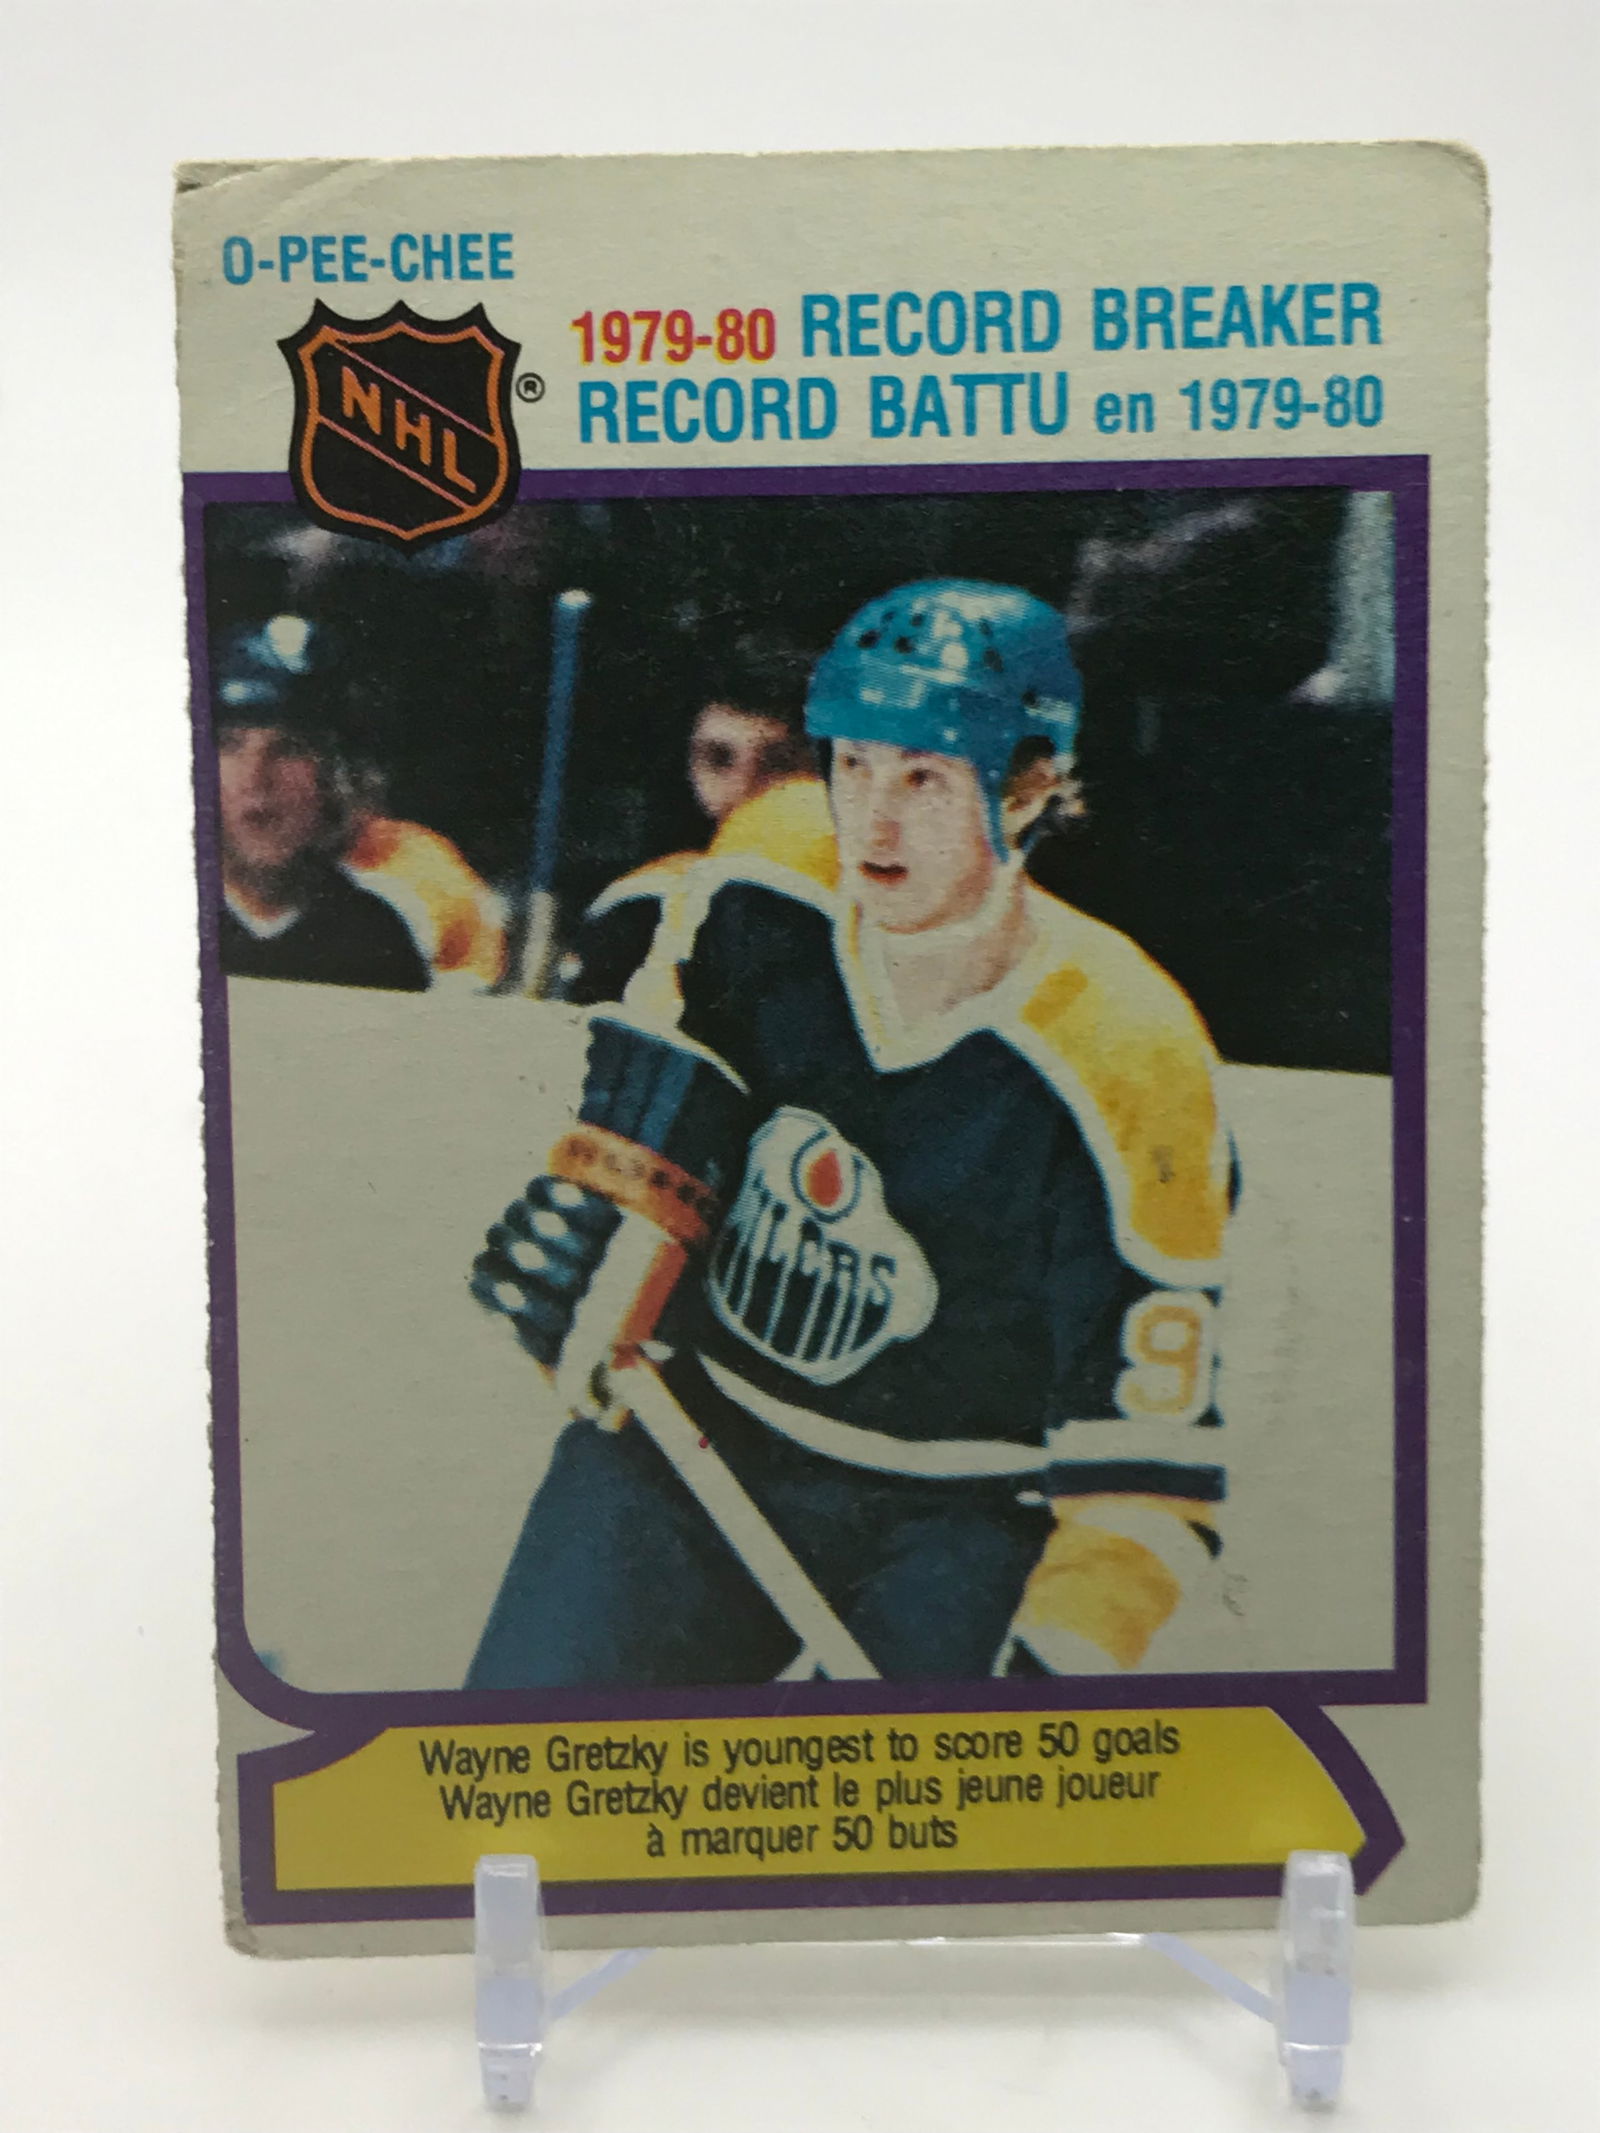 O-PEE-CHEE
NHL
®
1979-80 RECORD BREAKER
RECORD BATTU en 1979-80
OILERS
9
Wayne Gretzky is youngest to score 50 goals
Wayne Gretzky devient le plus jeune joueur
à marquer 50 buts